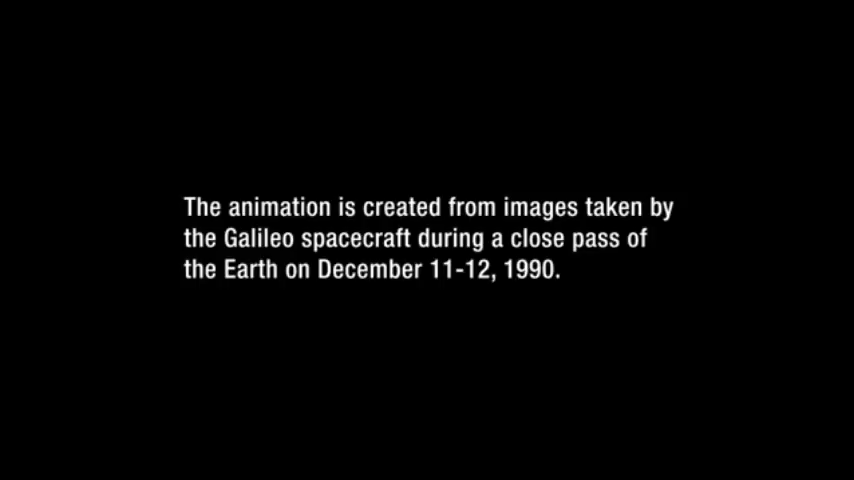 The animation is created from images taken by
the Galileo spacecraft during a close pass of
the Earth on December 11-12, 1990.